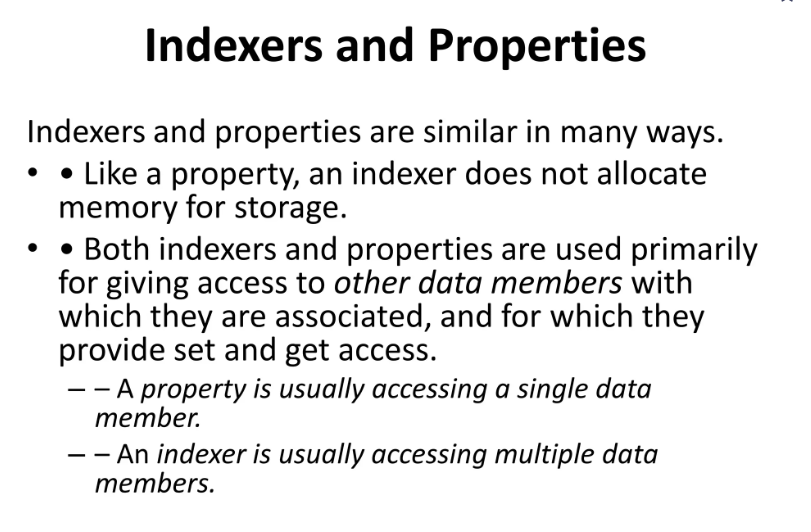 Indexers and Properties
Indexers and properties are similar in many ways.
• • Like a property, an indexer does not allocate
memory for storage.
• • Both indexers and properties are used primarily
for giving access to other data members with
which they are associated, and for which they
provide set and get access.
– – A property is usually accessing a single data
member.
– – An indexer is usually accessing multiple data
members.